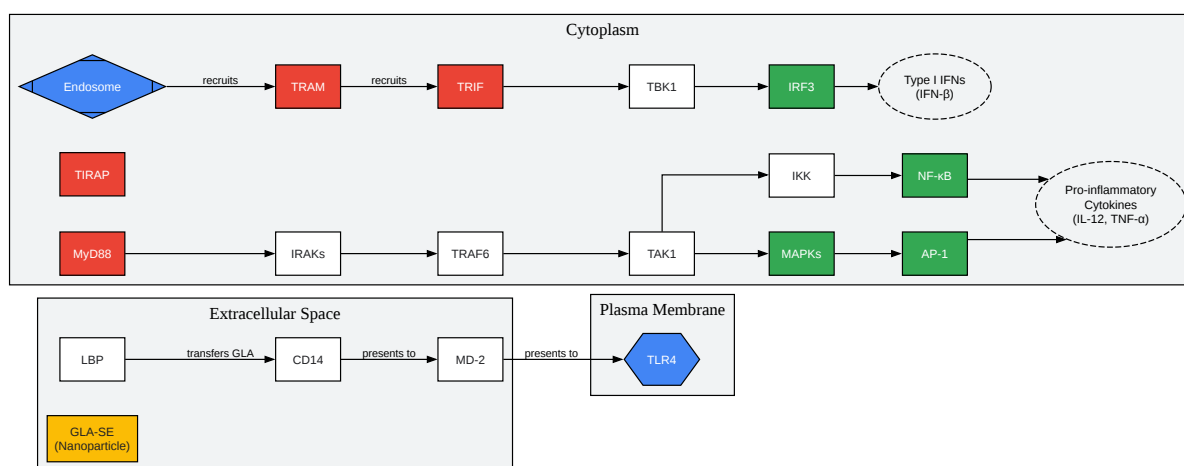 Cytoplasm
Endosome
recruits
TRAM
recruits
TRIF
TBK1
IRF3
Type I IFNs
(IFN-β)
TIRAP
IKK
NF-κB
Pro-inflammatory
Cytokines
(IL-12, TNF-α)
MyD88
IRAKs
TRAF6
TAK1
MAPKs
AP-1
Extracellular Space
LBP
transfers GLA
CD14
presents to
MD-2
presents to
Plasma Membrane
TLR4
GLA-SE
(Nanoparticle)